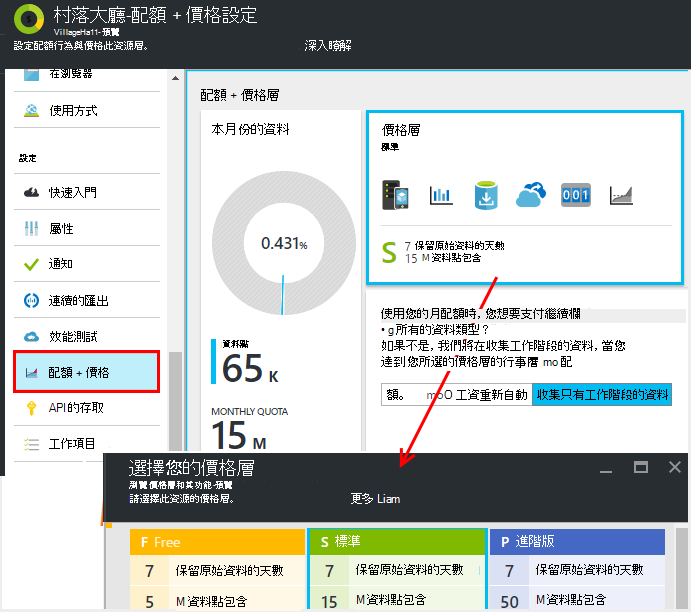 村落大廳-配額 + 價格設定
VillageHa11-預覽
設定配額行為與價格此資源層。
深入瞭解
在瀏覽器
使用方式
設定
快速入門
屬性
通知
連續的匯出
效能測試
配額 + 價格
API的存取
工作項目
配額 + 價格層
本月份的資料
0.431%
資料點
65 K
MONTHLY QUOTA
15 M
價格層
標準
001
S
7 保留原始資料的天數
15 M 資料點包含
使用您的月配額時，您想要支付繼續欄
• g所有的資料類型？
如果不是，我們將在收集工作階段的資料，當您
達到您所選的價格層的行事曆 mo 配
額。 moO 工資重新自動
收集只有工作階段的資料
選擇您的價格層
瀏覽價格層和其功能-預覽
請選擇此資源的價格層。
更多 Liam
F Free
7 保留原始資料的天數
5 M 資料點包含
S 標準
7 保留原始資料的天數
15 M 資料點包含
P 進階版
7 保留原始資料的天數
50 M 資料點包含